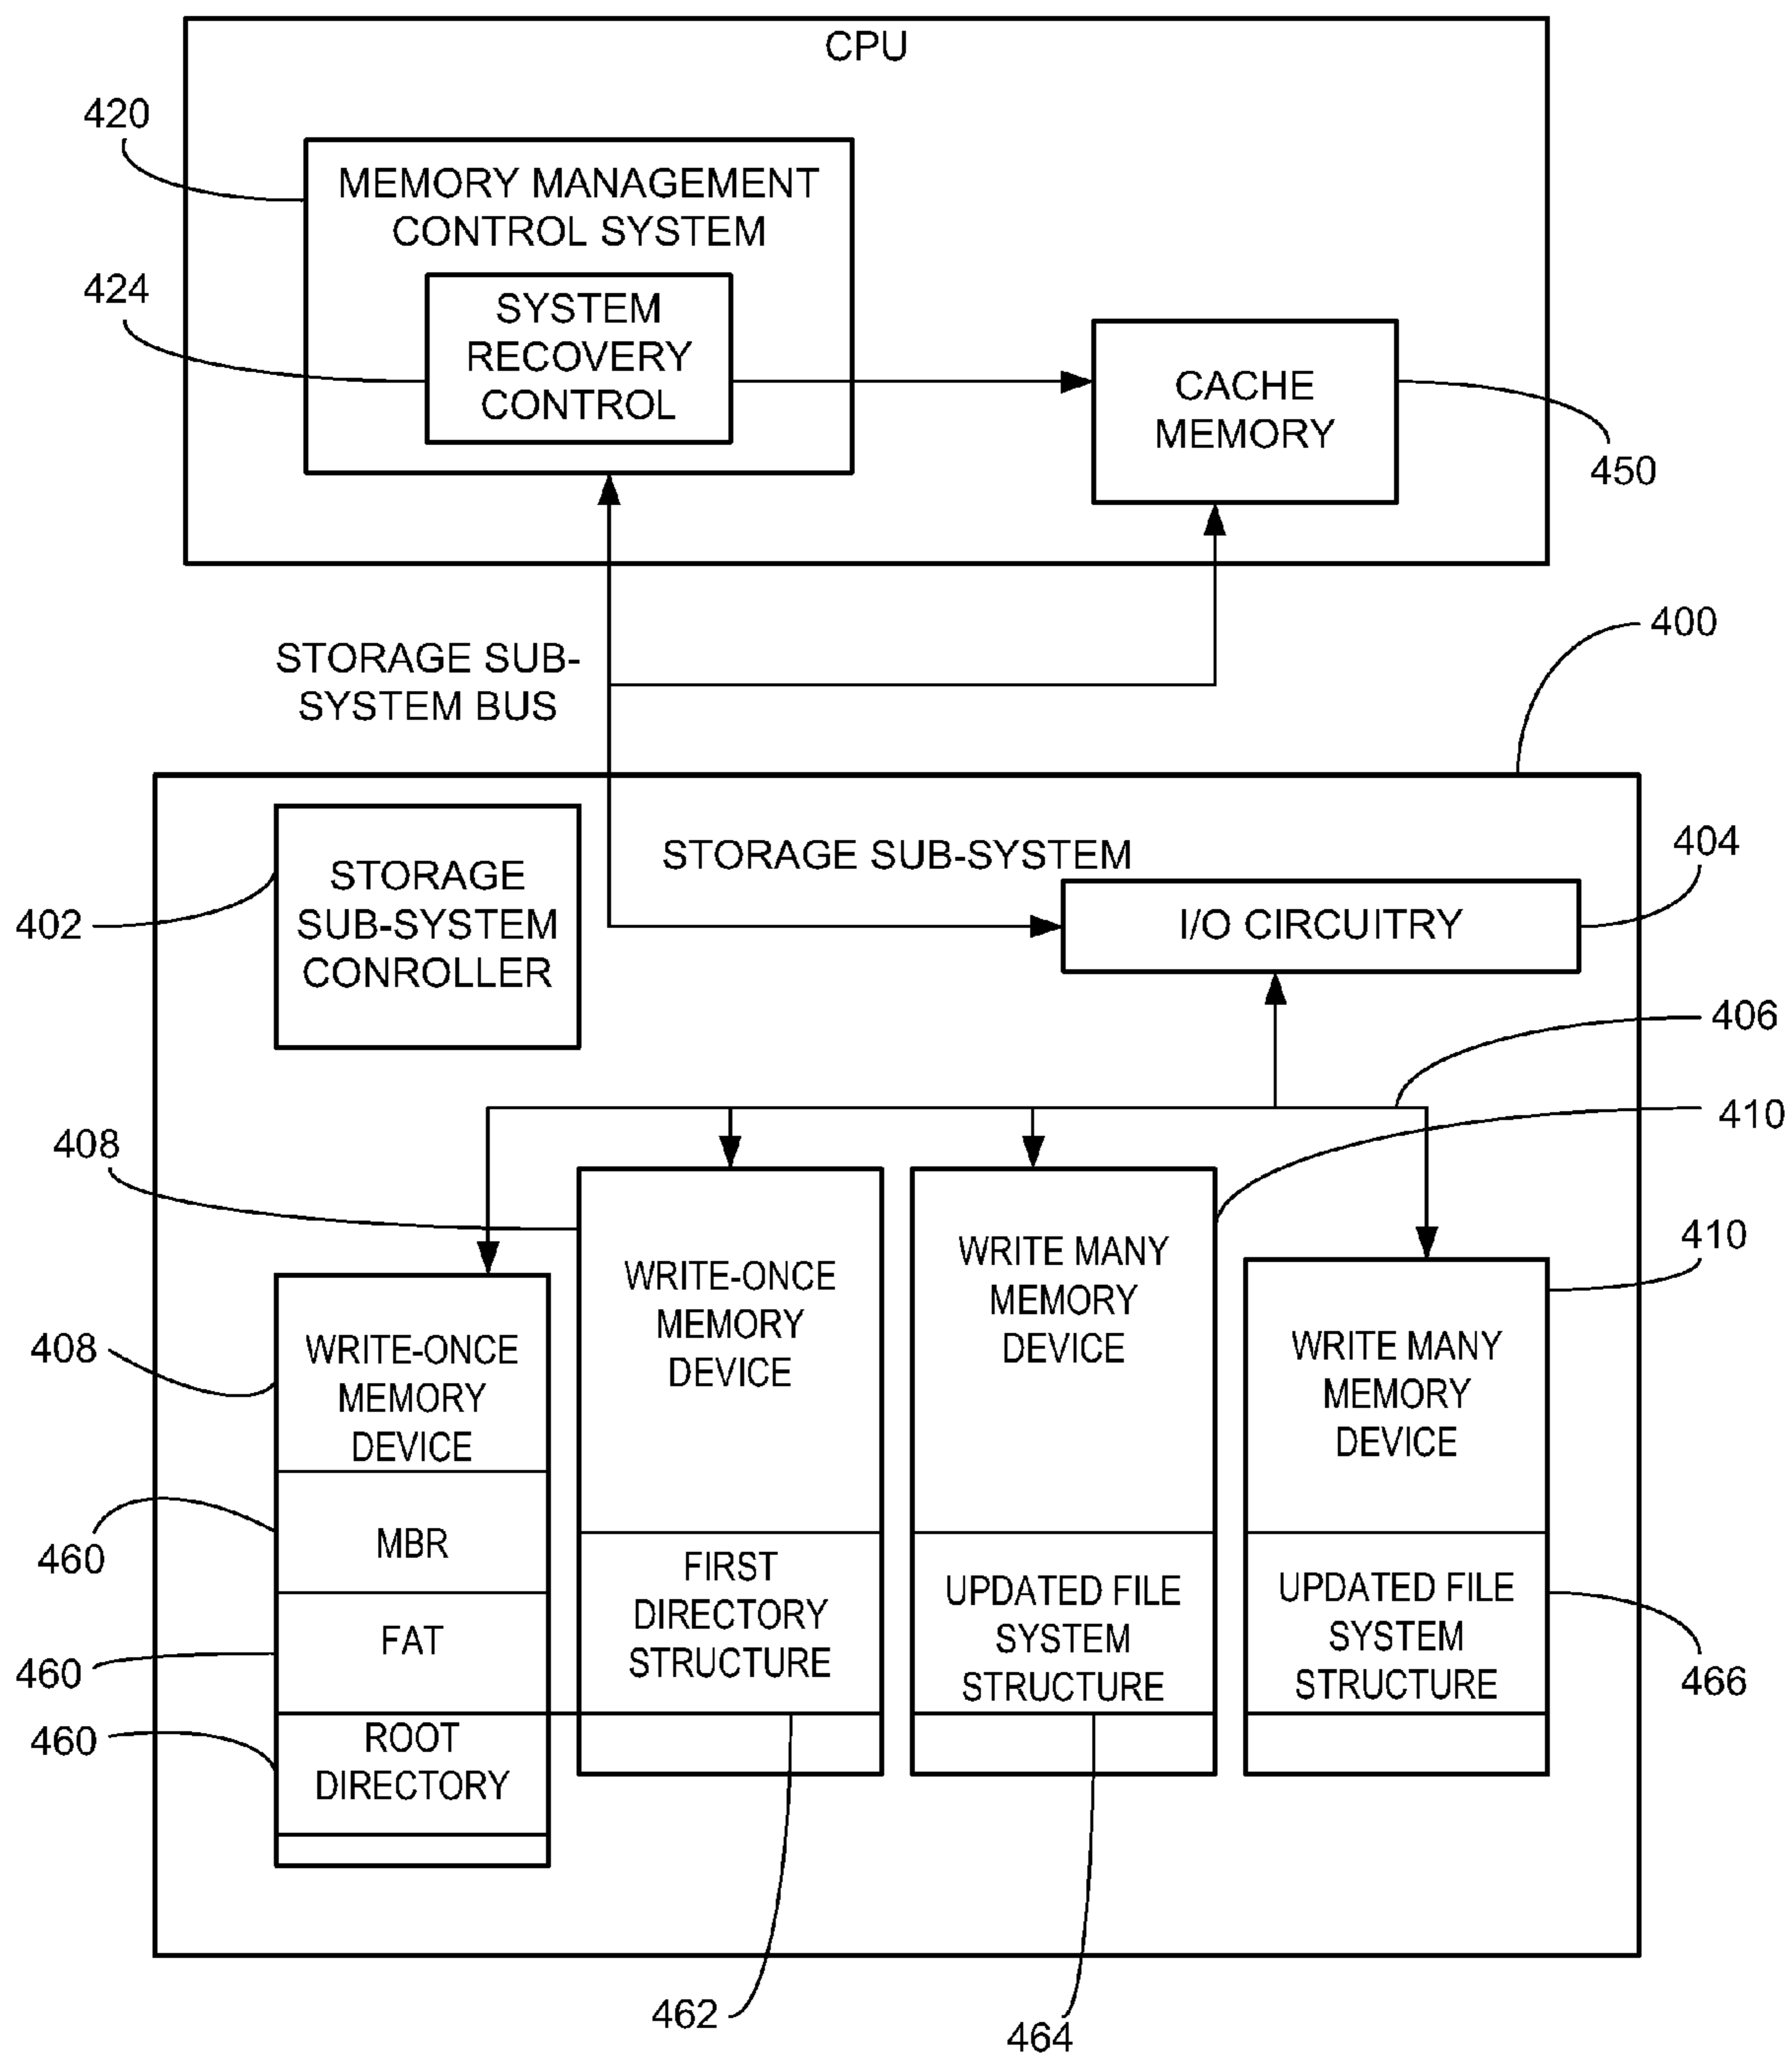 CPU
420
MEMORY MANAGEMENT
CONTROL SYSTEM
424
SYSTEM
RECOVERY
CONTROL
CACHE
MEMORY
450
STORAGE SUB-
SYSTEM BUS
400
STORAGE SUB-SYSTEM
404
STORAGE
SUB-SYSTEM
CONROLLER
402
I/O CIRCUITRY
406
410
408
WRITE-ONCE
MEMORY
DEVICE
WRITE MANY
MEMORY
DEVICE
410
408
WRITE-ONCE
MEMORY
DEVICE
WRITE MANY
MEMORY
DEVICE
460
MBR
FIRST
DIRECTORY
STRUCTURE
UPDATED FILE
SYSTEM
STRUCTURE
UPDATED FILE
SYSTEM
STRUCTURE
460
FAT
466
460
ROOT
DIRECTORY
462
464